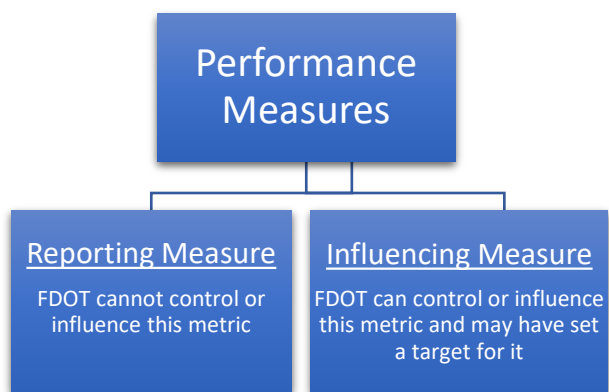 Performance
Measures
Reporting Measure
FDOT cannot control or
influence this metric
Influencing Measure
FDOT can control or influence
this metric and may have set
a target for it